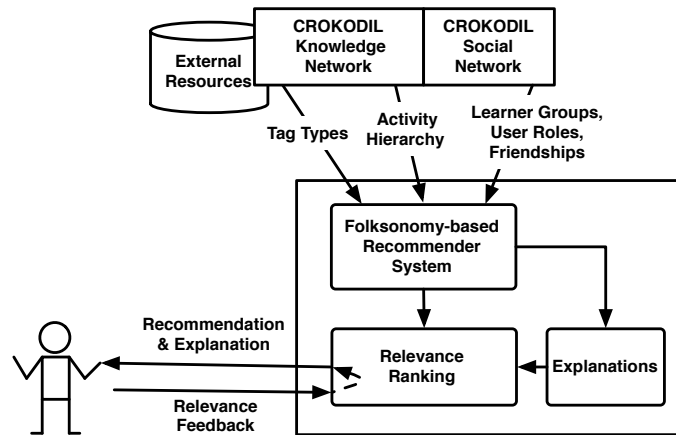 External
Resources
CROKODIL
Knowledge
Network
CROKODIL
Social
Network
Tag Types
Activity
Hierarchy
Learner Groups,
User Roles,
Friendships
Folksonomy-based
Recommender
System
Recommendation
& Explanation
Relevance
Ranking
Explanations
Relevance
Feedback